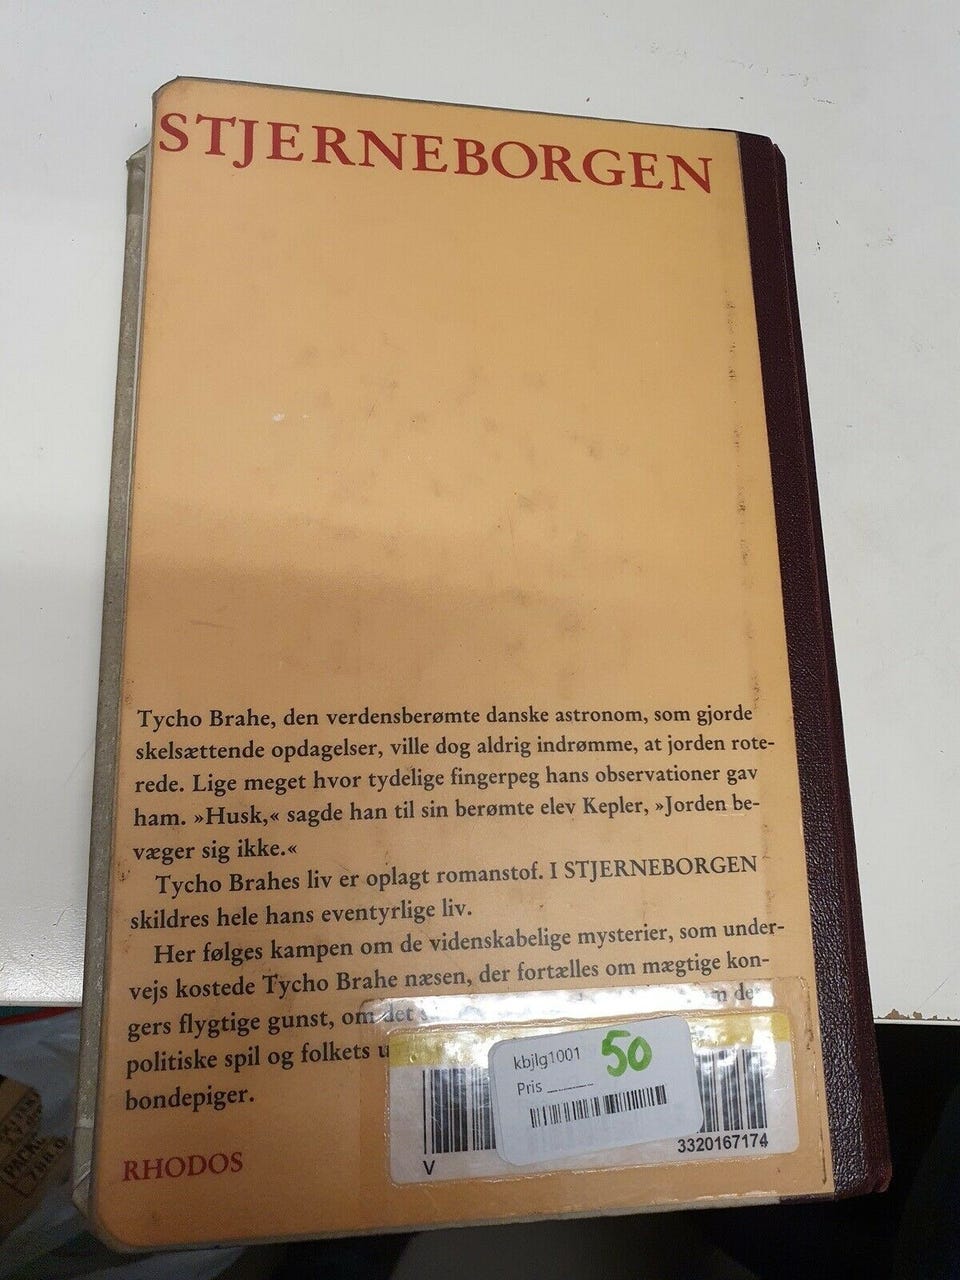 STJERNEBORGEN
Tycho Brahe, den verdensberømte danske astronom, som gjorde
skelsættende opdagelser, ville dog aldrig indrømme, at jorden rote-
rede. Lige meget hvor tydelige fingerpeg hans observationer gav
ham. »Husk,« sagde han til sin berømte elev Kepler, »Jorden be-
væger sig ikke.«
Tycho Brahes liv er oplagt romanstof. I STJERNEBORGEN
skildres hele hans eventyrlige liv.
Her følges kampen om de videnskabelige mysterier, som under-
vejs kostede Tycho Brahe næsen, der fortælles om mægtige kon-
gers flygtige gunst, om det
politiske spil og folkets
bondepiger.
RHODOS
kbjlg1001
50
Pris
V
3320167174